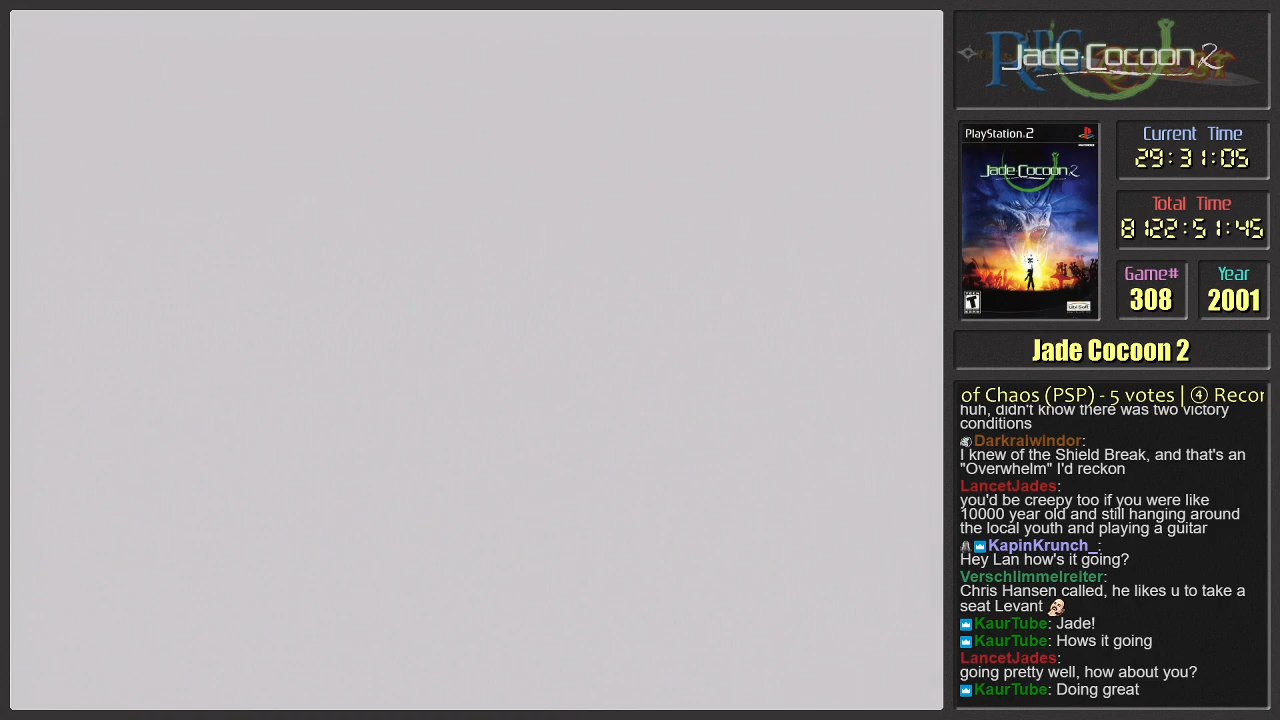 Jade Cocoon 2
PlayStation.2
Jade Cocoon 2
TEEN
Ubi Soft
Current Time
29:31:05
Total Time
8122:51:45
Game#
308
Year
2001
Jade Cocoon 2
of Chaos (PSP) - 5 votes | ④ Recor
huh, didn't know there was two victory
conditions
Darkralwindor:
I knew of the Shield Break, and that's an
"Overwhelm" I'd reckon
LancetJades:
you'd be creepy too if you were like
10000 year old and still hanging around
the local youth and playing a guitar
KapinKrunch_:
Hey Lan how's it going?
Verschlimmelreiter:
Chris Hansen called, he likes u to take a
seat Levant
KaurTube: Jade!
KaurTube: Hows it going
LancetJades:
going pretty well, how about you?
KaurTube: Doing great